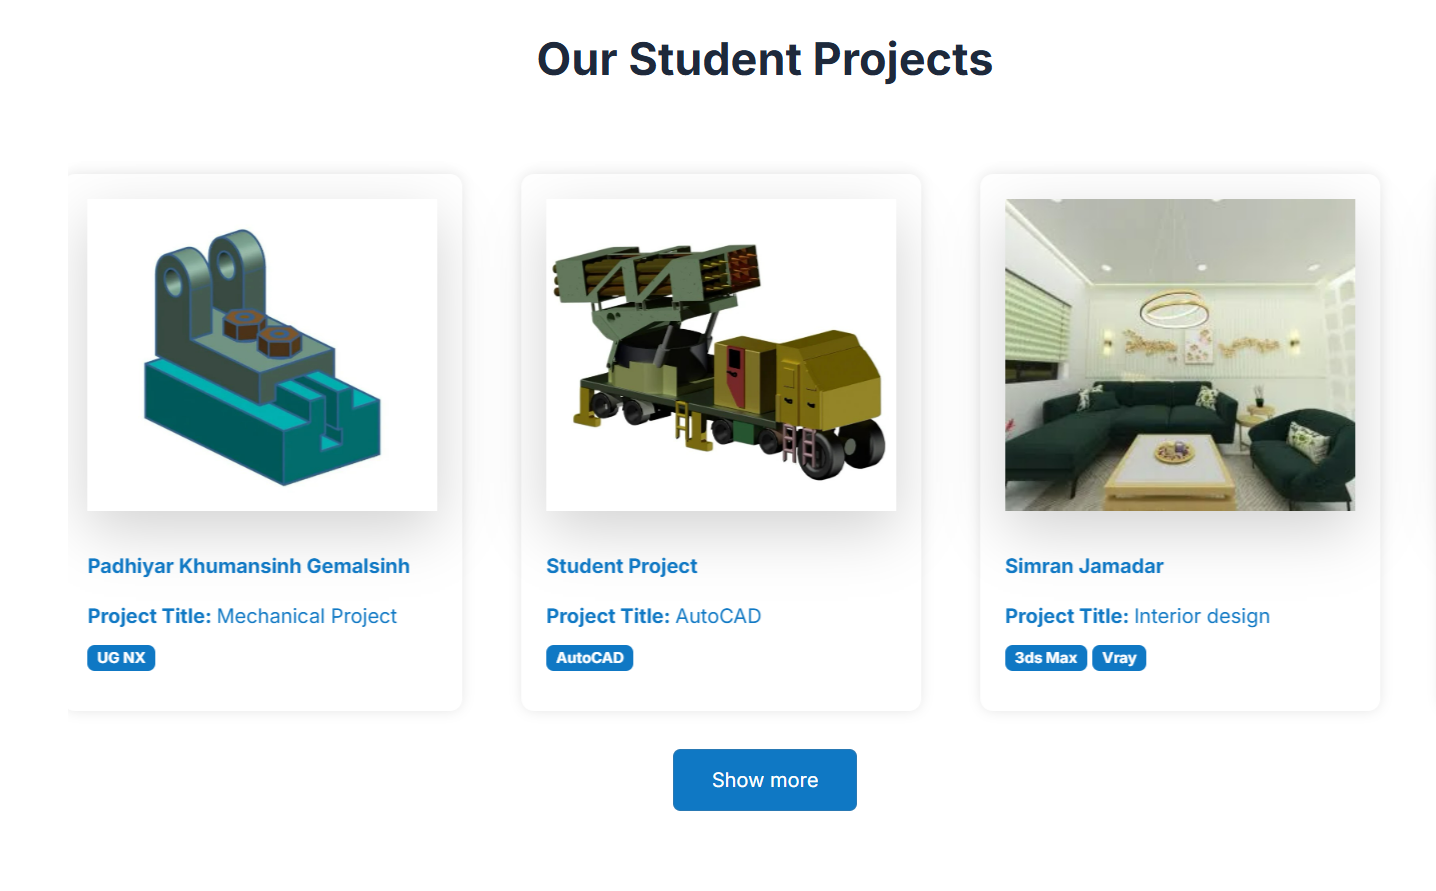 Our Student Projects
Padhiyar Khumansinh Gemalsinh
Project Title: Mechanical Project
UG NX
Student Project
Project Title: AutoCAD
AutoCAD
Simran Jamadar
Project Title: Interior design
3ds Max Vray
Show more